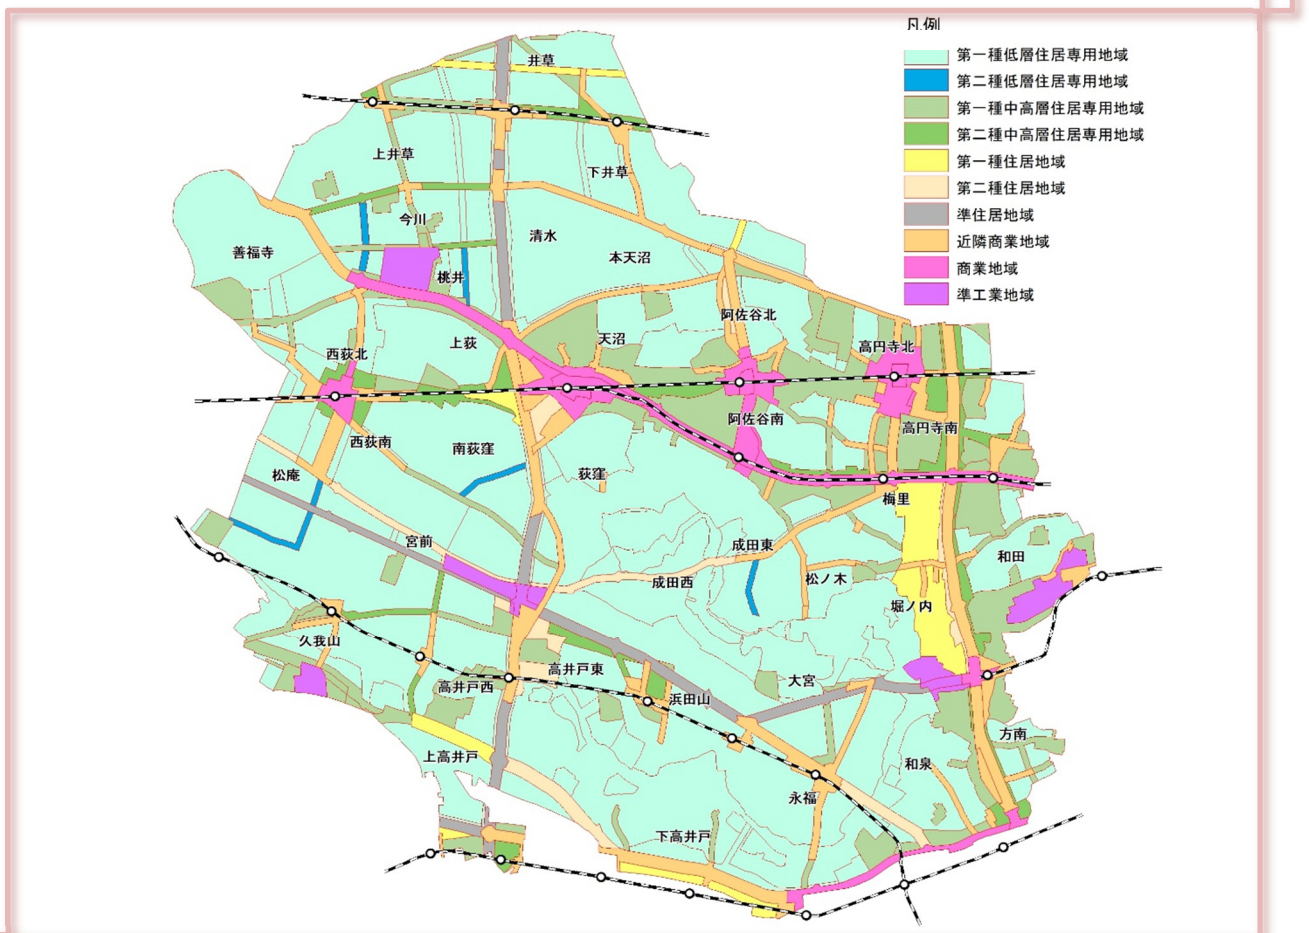 凡例
第一種低層住居専用地域
第二種低層住居専用地域
第一種中高層住居専用地域
第二種中高層住居専用地域
第一種住居地域
第二種住居地域
準住居地域
近隣商業地域
商業地域
準工業地域
井草
上井草
下井草
今川
善福寺
清水
本天沼
桃井
阿佐谷北
西荻北
上荻
天沼
高円寺北
阿佐谷南
高円寺南
西荻南
南荻窪
荻窪
松庵
梅里
宮前
成田東
成田西
松ノ木
和田
堀ノ内
久我山
高井戸西
高井戸東
浜田山
大宮
上高井戸
方南
和泉
永福
下高井戸